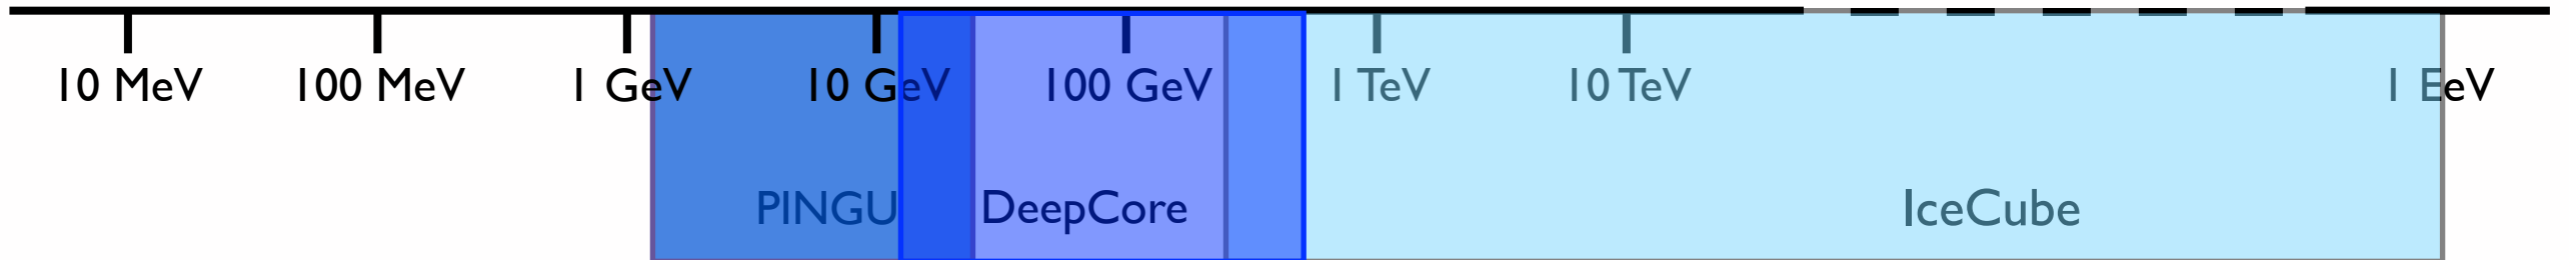 10 MeV 100 MeV 1 GeV 10 GeV 100 GeV 1 TeV 10 TeV 1 EeV
PINGU DeepCore IceCube